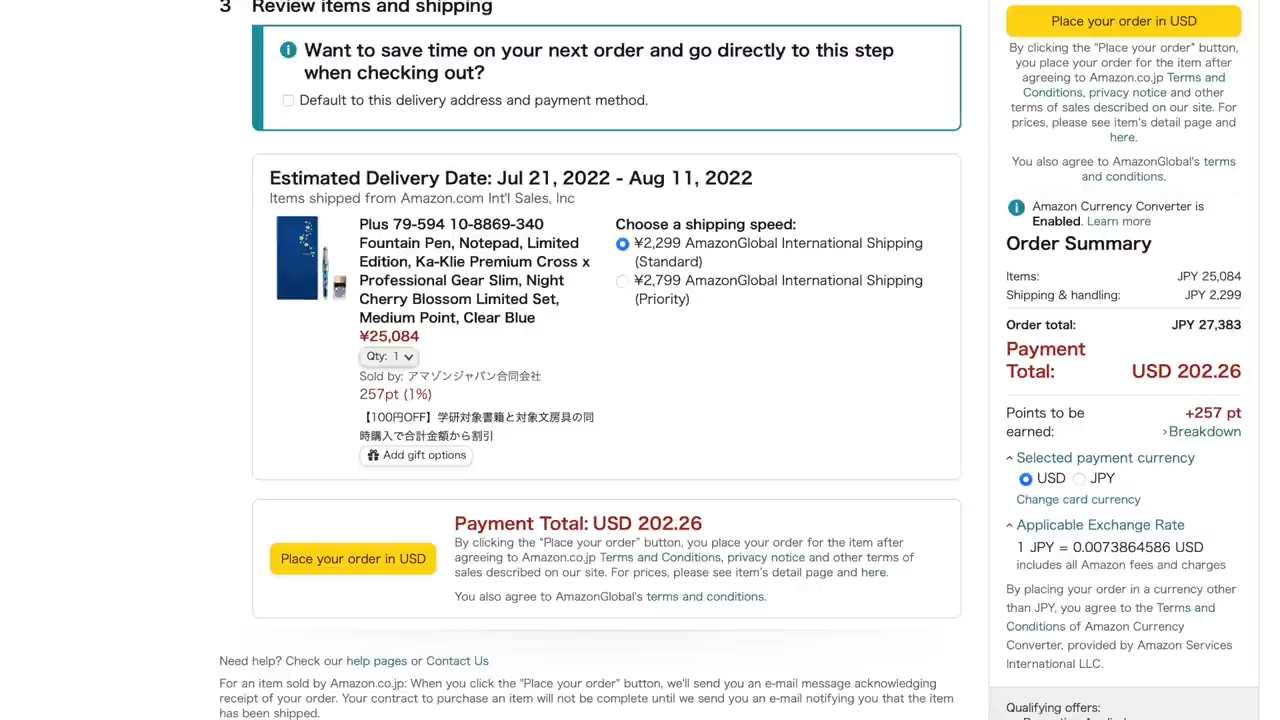 3 Review items and shipping
Want to save time on your next order and go directly to this step
when checking out?
Default to this delivery address and payment method.
Estimated Delivery Date: Jul 21, 2022 - Aug 11, 2022
Items shipped from Amazon.com Int'l Sales, Inc
Plus 79-594 10-8869-340
Fountain Pen, Notepad, Limited
Edition, Ka-Klie Premium Cross x
Professional Gear Slim, Night
Cherry Blossom Limited Set,
Medium Point, Clear Blue
¥25,084
Qty: 1
Sold by: アマゾンジャパン合同会社
257pt (1%)
【100円OFF】学研対象書籍と対象文房具の同
時購入で合計金額から割引
Add gift options
Choose a shipping speed:
¥2,299 AmazonGlobal International Shipping
(Standard)
¥2,799 AmazonGlobal International Shipping
(Priority)
Place your order in USD
Payment Total: USD 202.26
By clicking the "Place your order" button, you place your order for the item after
agreeing to Amazon.co.jp Terms and Conditions, privacy notice and other terms of
sales described on our site. For prices, please see item's detail page and here.
You also agree to AmazonGlobal's terms and conditions.
Need help? Check our help pages or Contact Us
For an item sold by Amazon.co.jp: When you click the "Place your order" button, we'll send you an e-mail message acknowledging
receipt of your order. Your contract to purchase an item will not be complete until we send you an e-mail notifying you that the item
has been shipped.
Place your order in USD
By clicking the "Place your order" button,
you place your order for the item after
agreeing to Amazon.co.jp Terms and
Conditions, privacy notice and other
terms of sales described on our site. For
prices, please see item's detail page and
here.
You also agree to AmazonGlobal's terms
and conditions.
Amazon Currency Converter is
Enabled. Learn more
Order Summary
Items: JPY 25,084
Shipping & handling: JPY 2,299
Order total: JPY 27,383
Payment
Total: USD 202.26
Points to be +257 pt
earned: ›Breakdown
Selected payment currency
USD JPY
Change card currency
Applicable Exchange Rate
1 JPY = 0.0073864586 USD
includes all Amazon fees and charges
By placing your order in a currency other
than JPY, you agree to the Terms and
Conditions of Amazon Currency
Converter, provided by Amazon Services
International LLC.
Qualifying offers: